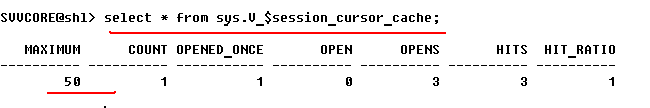 SVVCORE@sh1> select * from sys.V_$session_cursor_cache;
MAXIMUM COUNT OPENED_ONCE OPEN OPENS HITS HIT_RATIO
---------- ---------- ----------- ---------- ---------- ---------- ----------
50 1 1 0 3 3 1